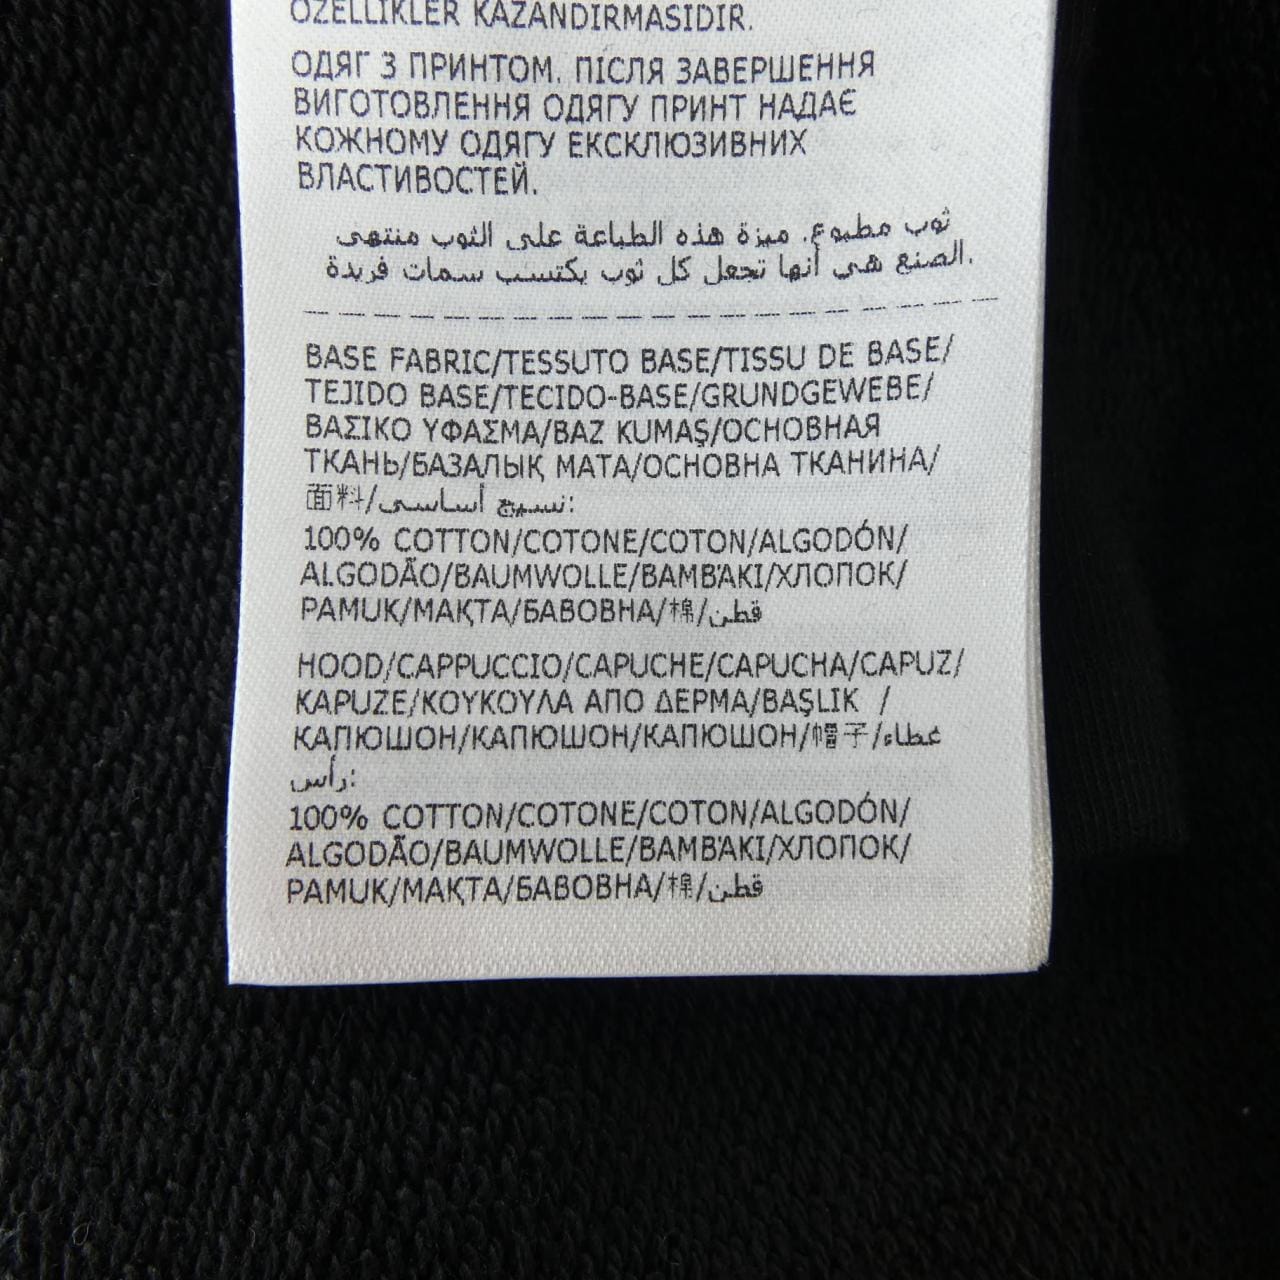 ÖZELLİKLER KAZANDIRMASIDIR.
ОДЯГ З ПРИНТОМ. ПІСЛЯ ЗАВЕРШЕННЯ
ВИГОТОВЛЕННЯ ОДЯГУ ПРИНТ НАДАЄ
КОЖНОМУ ОДЯГУ ЕКСКЛЮЗИВНИХ
ВЛАСТИВОСТЕЙ.
ثوب مطبوع. ميزة هذه الطباعة على الثوب منتهى
الصنع هي أنها تجعل كل ثوب يكتسب سمات فريدة.
BASE FABRIC/TESSUTO BASE/TISSU DE BASE/
TEJIDO BASE/TECIDO-BASE/GRUNDGEWEBE/
ΒΑΣΙΚΟ ΥΦΑΣΜΑ/BAZ KUMAŞ/ОСНОВНАЯ
ТКАНЬ/БАЗАЛЫҚ МАТА/ОСНОВНА ТКАНИНА/
面料/نسيج أساسى:
100% COTTON/COTONE/COTON/ALGODÓN/
ALGODÃO/BAUMWOLLE/ΒΑΜΒΆΚΙ/ХЛОПОК/
PAMUK/МАҚТА/БАВОВНА/棉/قطن
HOOD/CAPPUCCIO/CAPUCHE/CAPUCHA/CAPUZ/
KAPUZE/ΚΟΥΚΟΥΛΑ ΑΠΟ ΔΕΡΜΑ/BAŞLIK /
КАПЮШОН/КАПЮШОН/КАПЮШОН/帽子/غطاء
رأس:
100% COTTON/COTONE/COTON/ALGODÓN/
ALGODÃO/BAUMWOLLE/ΒΑΜΒΆΚΙ/ХЛОПОК/
PAMUK/МАҚТА/БАВОВНА/棉/قطن